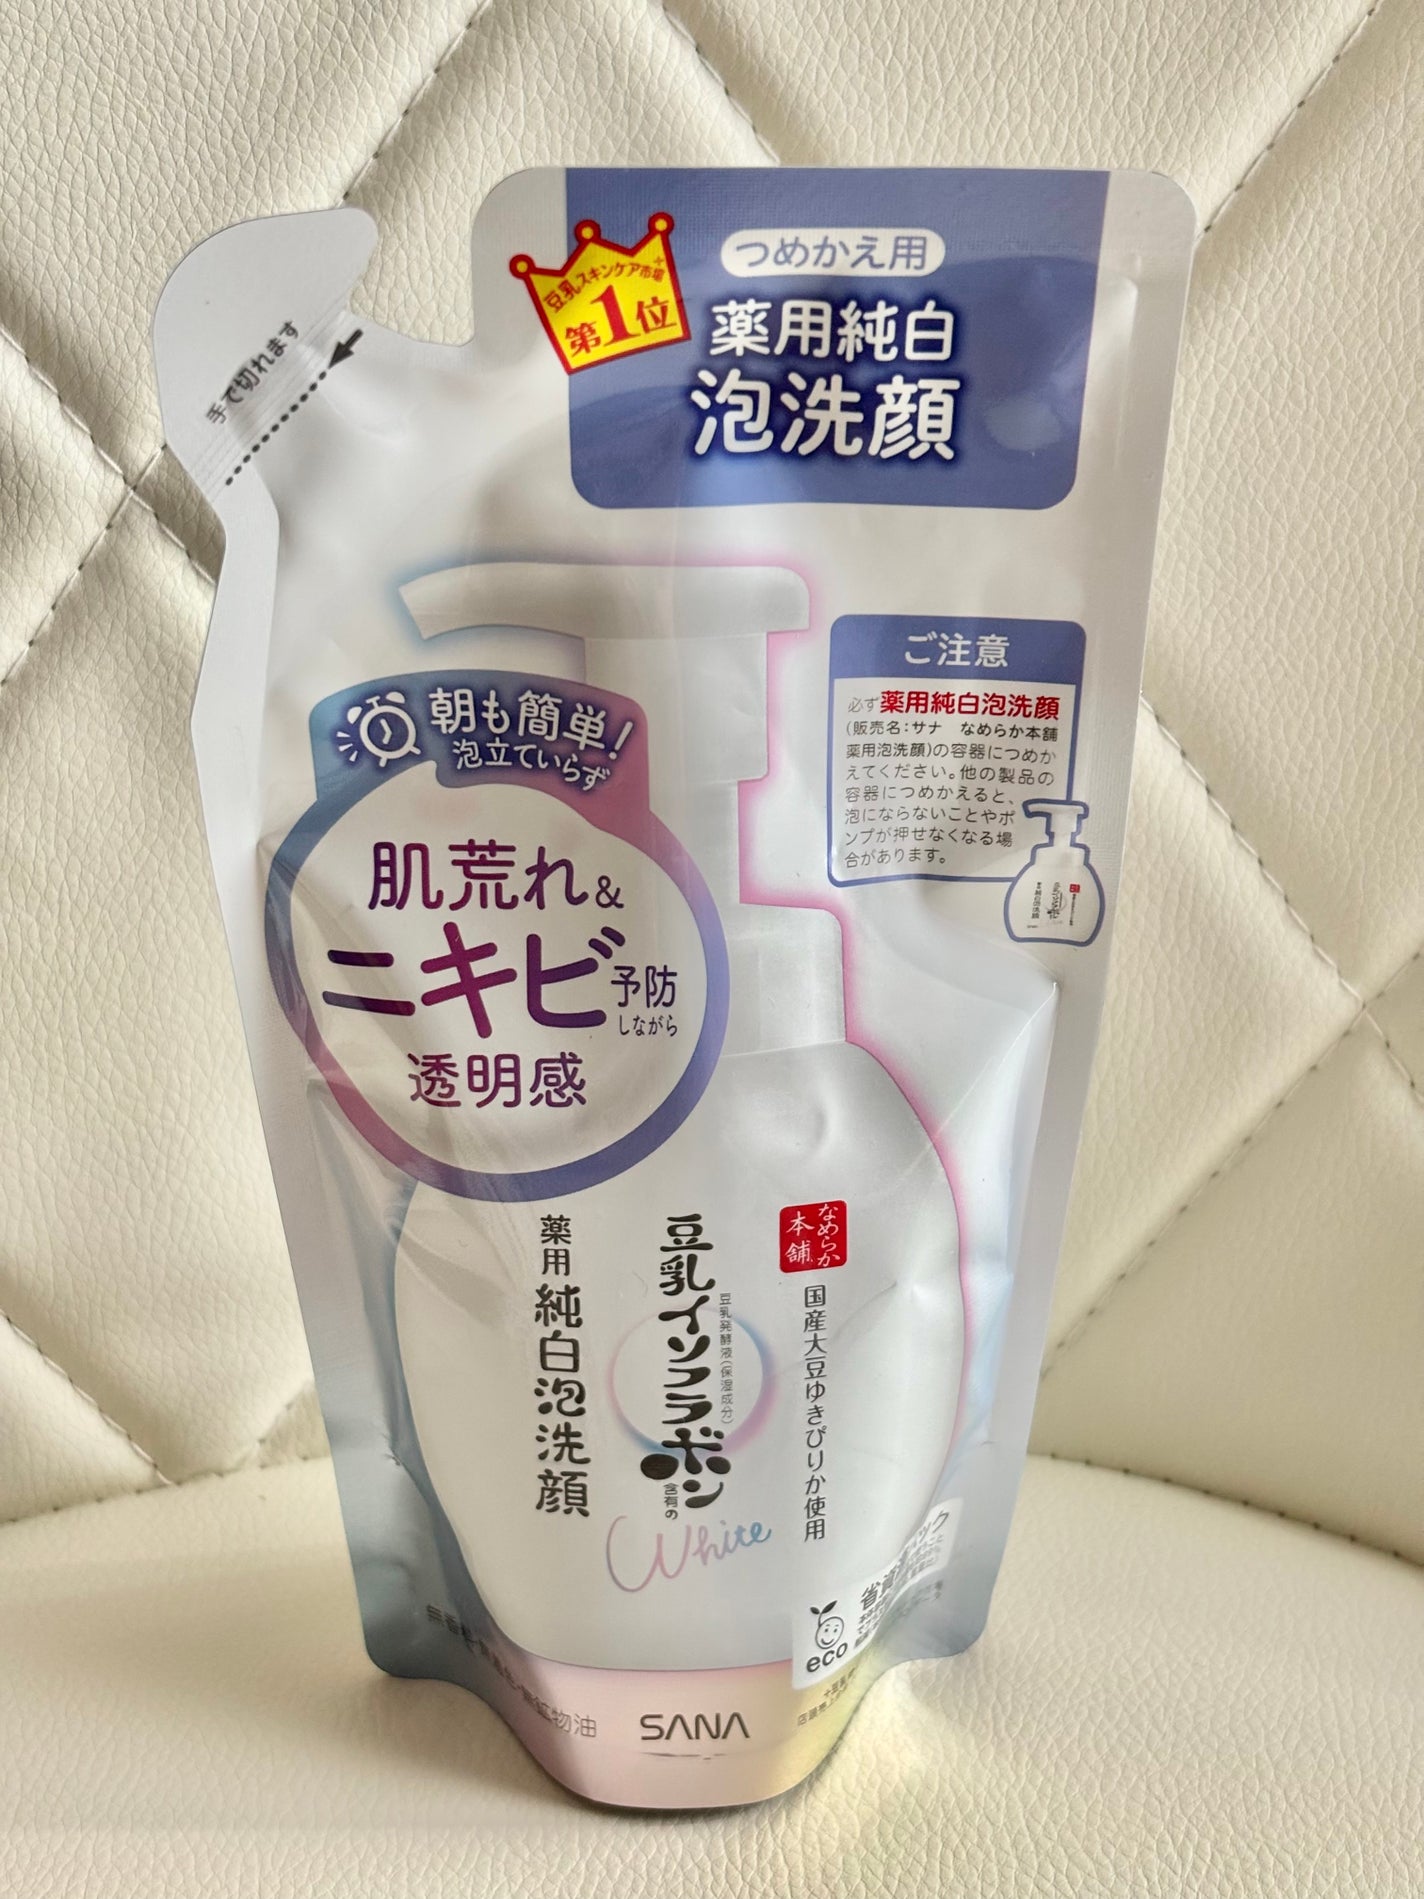 手で切れます
豆乳スキンケア市場+
第1位
つめかえ用
薬用純白
泡洗顔
ご注意
必ず薬用純白泡洗顔
(販売名:サナ なめらか本舗
薬用泡洗顔)の容器につめか
えてください。他の製品の
容器につめかえると、
泡にならないことやポ
ンプが押せなくなる場
合があります。
朝も簡単!
泡立ていらず
肌荒れ&
ニキビ予防
しながら
透明感
なめらか
本舗
国産大豆ゆきぴりか使用
豆乳発酵液(保湿成分)
豆乳イソフラボン
含有の
薬用純白泡洗顔
White
eco
鉱物油
SANA